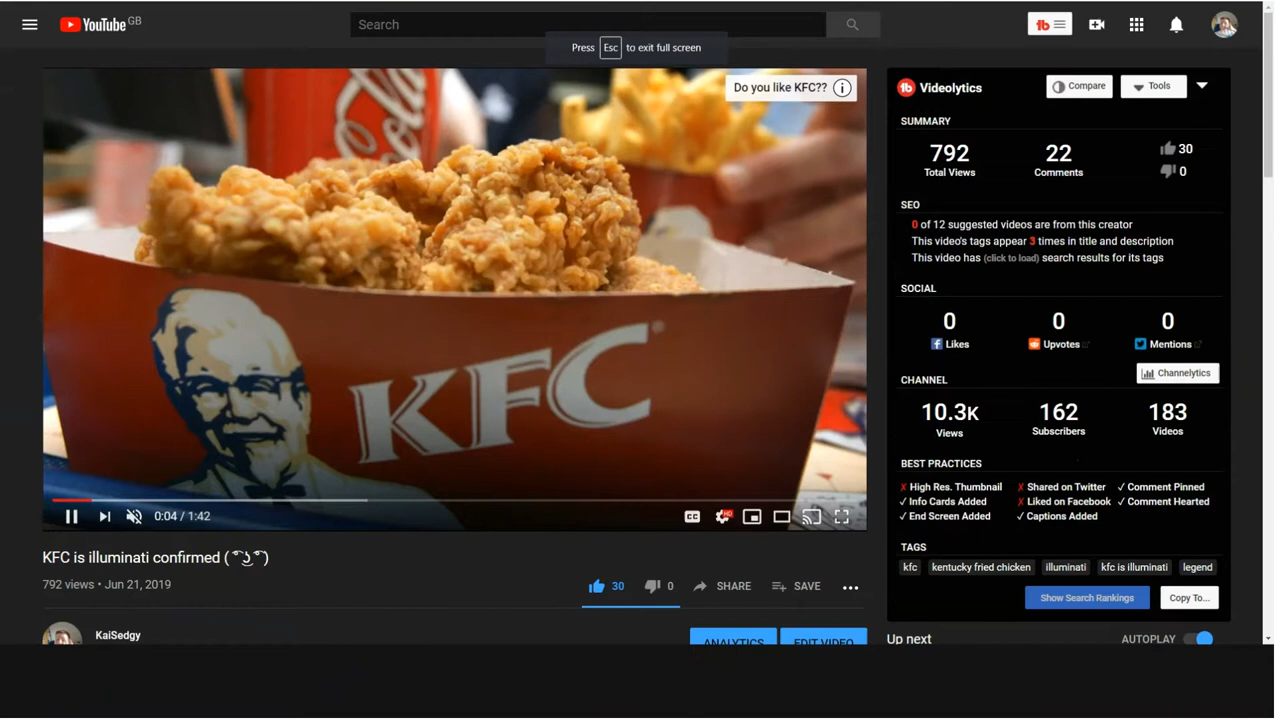 YouTube GB
Search
Press Esc to exit full screen
Do you like KFC??
KFC
0:04 / 1:42
CC
HD
KFC is illuminati confirmed ( ͡° ͜ʖ ͡°)
792 views • Jun 21, 2019
30
0
SHARE
SAVE
KaiSedgy
ANALYTICS
EDIT VIDEO
Videolytics
Compare
Tools
SUMMARY
792 22 30
Total Views Comments 0
SEO
0 of 12 suggested videos are from this creator
This video's tags appear 3 times in title and description
This video has (click to load) search results for its tags
SOCIAL
0 0 0
Likes Upvotes Mentions
CHANNEL
Channelytics
10.3K 162 183
Views Subscribers Videos
BEST PRACTICES
✗ High Res. Thumbnail ✗ Shared on Twitter ✓ Comment Pinned
✓ Info Cards Added ✗ Liked on Facebook ✓ Comment Hearted
✓ End Screen Added ✓ Captions Added
TAGS
kfc kentucky fried chicken illuminati kfc is illuminati legend
Show Search Rankings Copy To...
Up next AUTOPLAY